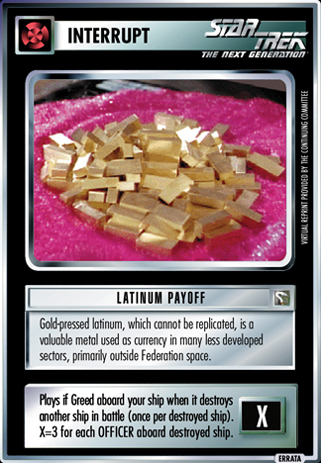 INTERRUPT
STAR TREK
THE NEXT GENERATION
VIRTUAL REPRINT PROVIDED BY THE CONTINUING COMMITTEE
LATINUM PAYOFF
Gold-pressed latinum, which cannot be replicated, is a
valuable metal used as currency in many less developed
sectors, primarily outside Federation space.
Plays if Greed aboard your ship when it destroys
another ship in battle (once per destroyed ship).
X=3 for each OFFICER aboard destroyed ship.
X
ERRATA